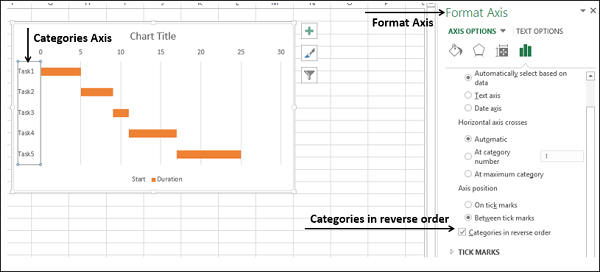 Categories Axis
Chart Title
0 5 10 15 20 25 30
Task1
Task2
Task3
Task4
Task5
Start Duration
Format Axis
Categories in reverse order
Format Axis
AXIS OPTIONS TEXT OPTIONS
Automatically select based on
data
Text axis
Date axis
Horizontal axis crosses
Automatic
At category
number 1
At maximum category
Axis position
On tick marks
Between tick marks
Categories in reverse order
TICK MARKS